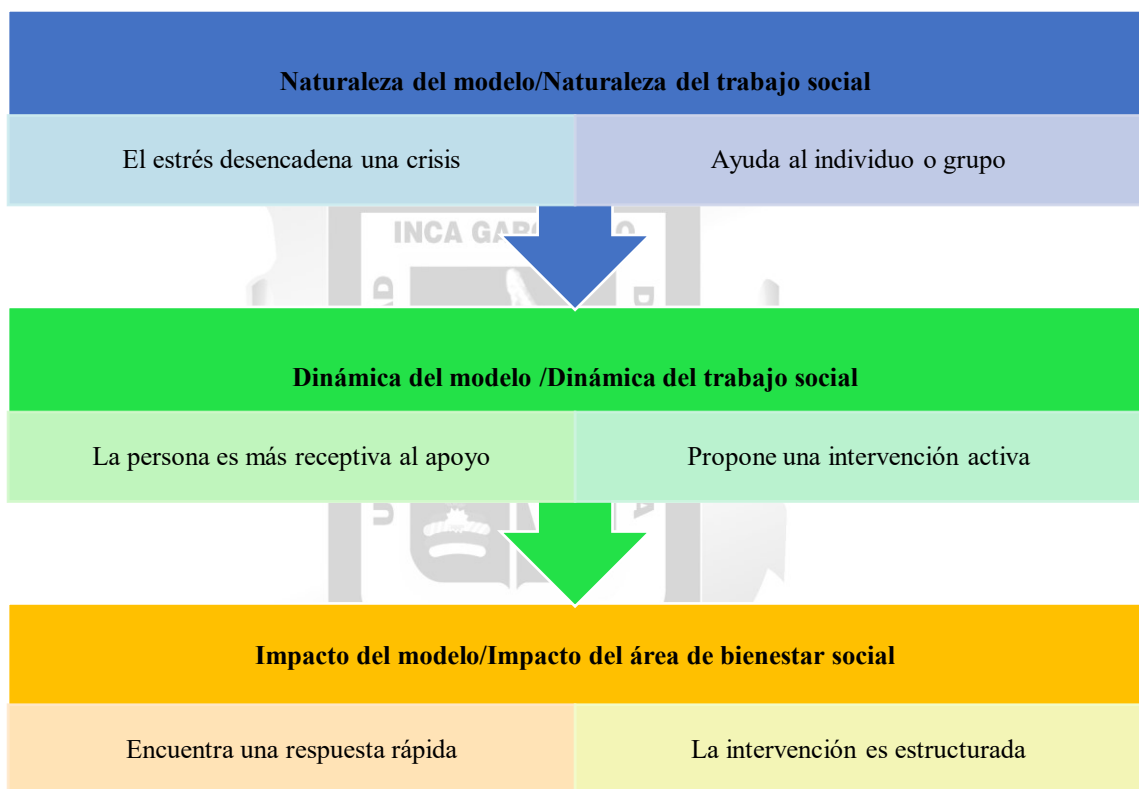 Naturaleza del modelo/Naturaleza del trabajo social
El estrés desencadena una crisis
Ayuda al individuo o grupo
INCA
Dinámica del modelo /Dinámica del trabajo social
La persona es más receptiva al apoyo
Propone una intervención activa
Impacto del modelo/Impacto del área de bienestar social
Encuentra una respuesta rápida
La intervención es estructurada